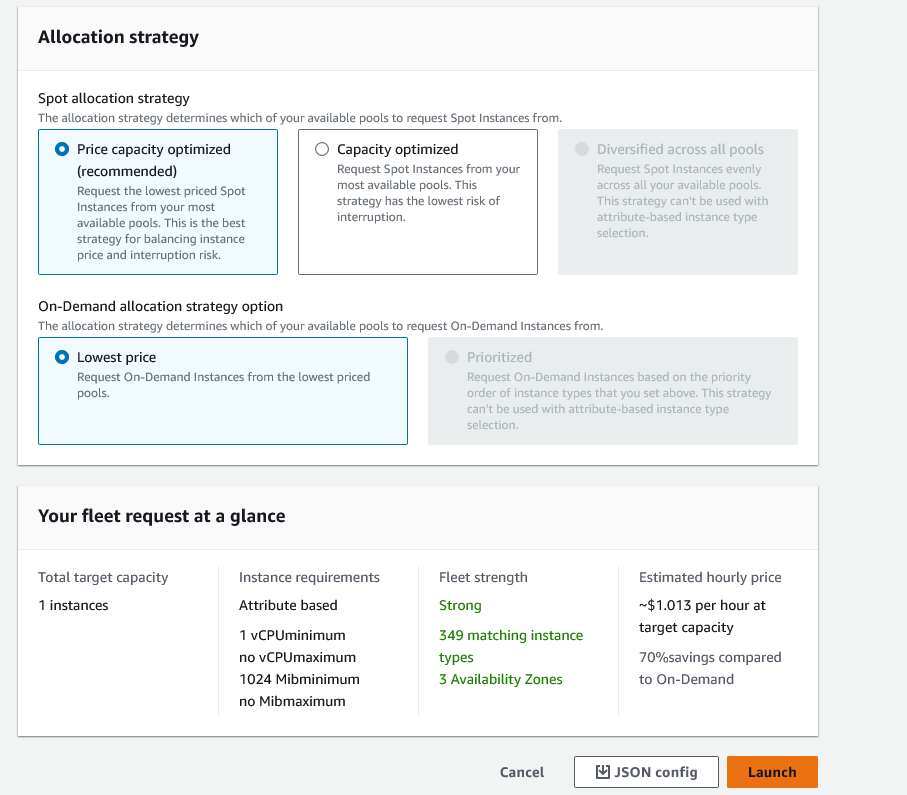 Allocation strategy
Spot allocation strategy
The allocation strategy determines which of your available pools to request Spot Instances from.
Price capacity optimized
(recommended)
Request the lowest priced Spot
Instances from your most
available pools. This is the best
strategy for balancing instance
price and interruption risk.
Capacity optimized
Request Spot Instances from your
most available pools. This
strategy has the lowest risk of
interruption.
Diversified across all pools
Request Spot Instances evenly
across all your available pools.
This strategy can't be used with
attribute-based instance type
selection.
On-Demand allocation strategy option
The allocation strategy determines which of your available pools to request On-Demand Instances from.
Lowest price
Request On-Demand Instances from the lowest priced
pools.
Prioritized
Request On-Demand Instances based on the priority
order of instance types that you set above. This strategy
can't be used with attribute-based instance type
selection.
Your fleet request at a glance
Total target capacity
1 instances
Instance requirements
Attribute based
1 vCPUminimum
no vCPUmaximum
1024 Mibminimum
no Mibmaximum
Fleet strength
Strong
349 matching instance
types
3 Availability Zones
Estimated hourly price
~$1.013 per hour at
target capacity
70%savings compared
to On-Demand
Cancel
JSON config
Launch